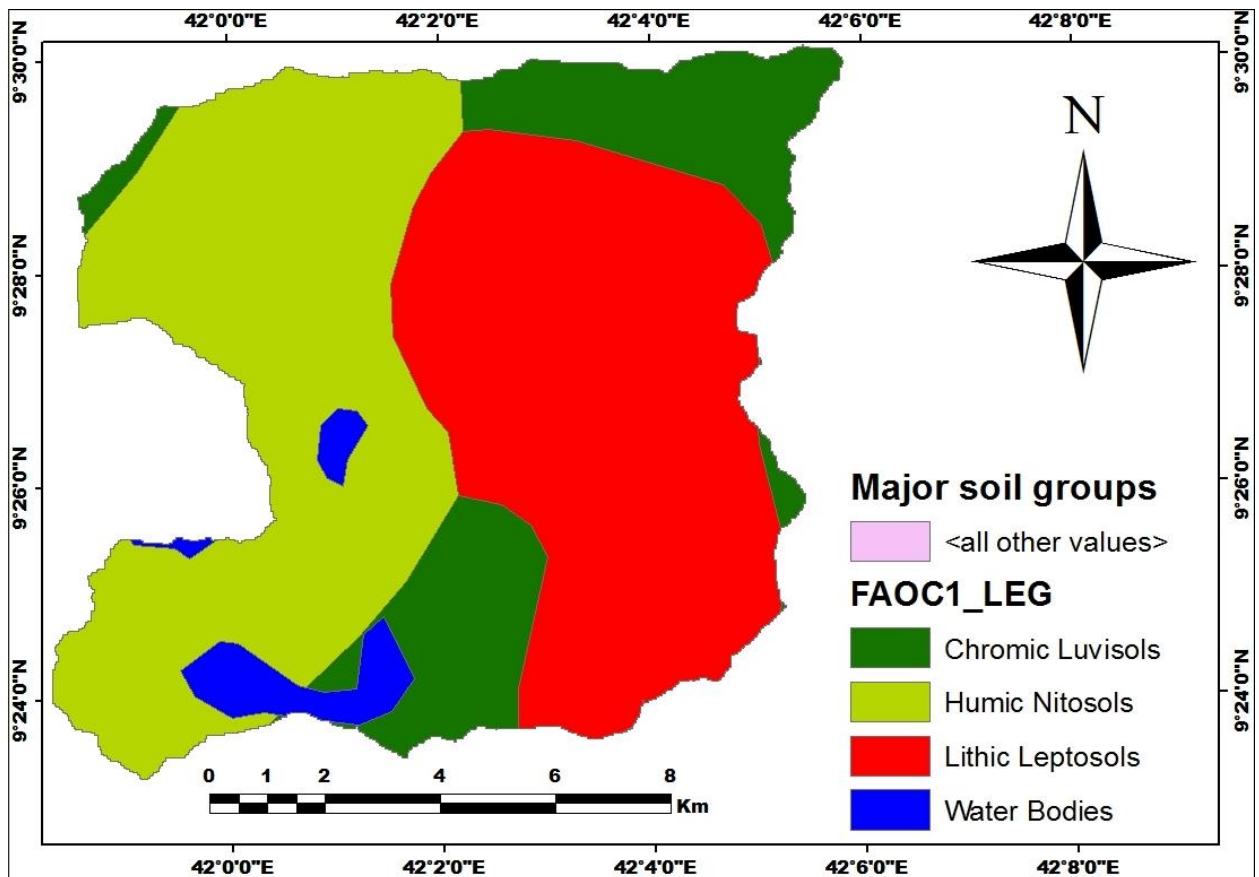 42°0'0"E 42°2'0"E 42°4'0"E 42°6'0"E 42°8'0"E
9°30'0"N 9°30'0"N
N
9°28'0"N 9°28'0"N
9°26'0"N 9°26'0"N
Major soil groups
<all other values>
FAOC1_LEG
Chromic Luvisols
Humic Nitosols
9°24'0"N 9°24'0"N
Lithic Leptosols
0 1 2 4 6 8
Km
Water Bodies
42°0'0"E 42°2'0"E 42°4'0"E 42°6'0"E 42°8'0"E